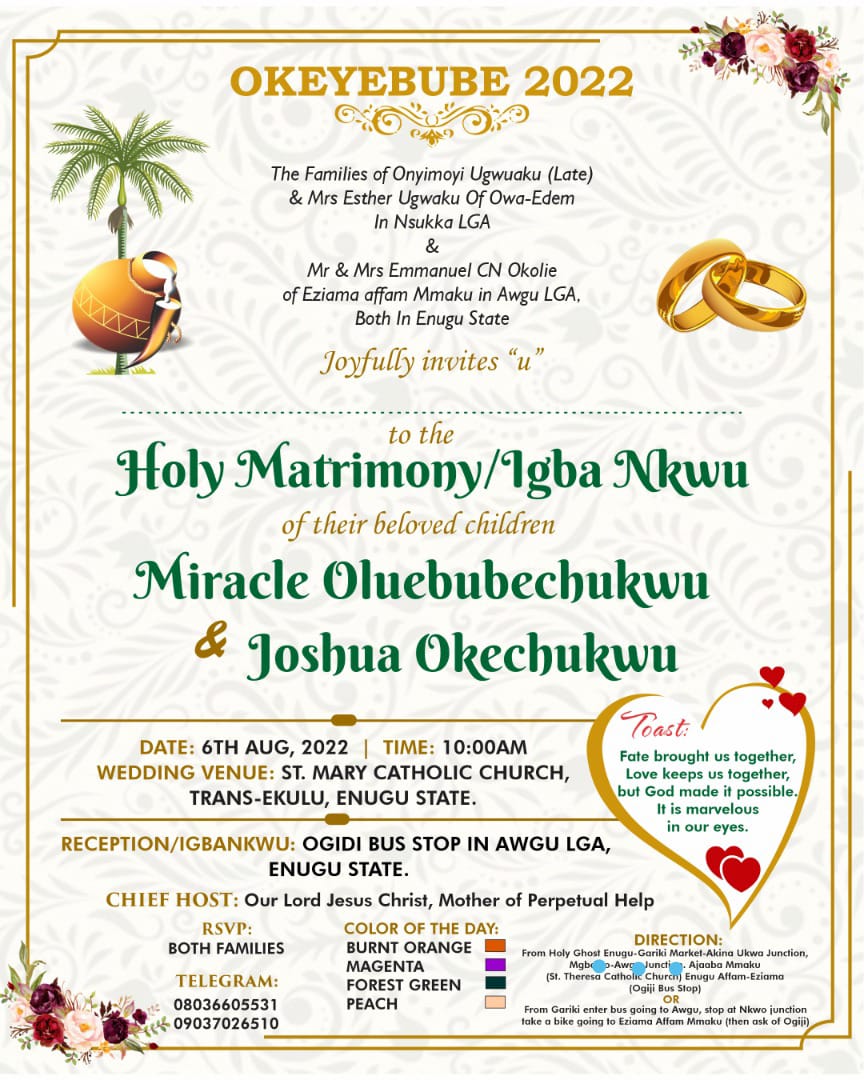 OKEYEBUBE 2022
The Families of Onyimoyi Ugwuaku (Late)
& Mrs Esther Ugwaku Of Owa-Edem
In Nsukka LGA
&
Mr & Mrs Emmanuel CN Okolie
of Eziama affam Mmaku in Awgu LGA,
Both In Enugu State
Joyfully invites “u”
to the
Holy Matrimony/Igba Nkwu
of their beloved children
Miracle Oluebubechukwu
& Joshua Okechukwu
DATE: 6TH AUG, 2022 | TIME: 10:00AM
WEDDING VENUE: ST. MARY CATHOLIC CHURCH,
TRANS-EKULU, ENUGU STATE.
Toast:
Fate brought us together,
Love keeps us together,
but God made it possible.
It is marvelous
in our eyes.
RECEPTION/IGBANKWU: OGIDI BUS STOP IN AWGU LGA,
ENUGU STATE.
CHIEF HOST: Our Lord Jesus Christ, Mother of Perpetual Help
RSVP:
BOTH FAMILIES
TELEGRAM:
08036605531
09037026510
COLOR OF THE DAY:
BURNT ORANGE
MAGENTA
FOREST GREEN
PEACH
DIRECTION:
From Holy Ghost Enugu-Gariki Market-Akina Ukwa Junction,
Ajaaba Mmaku
(St. Theresa Catholic Church) Enugu Affam-Eziama
(Ogiji Bus Stop)
OR
From Gariki enter bus going to Awgu, stop at Nkwo junction
take a bike going to Eziama Affam Mmaku (then ask of Ogiji)